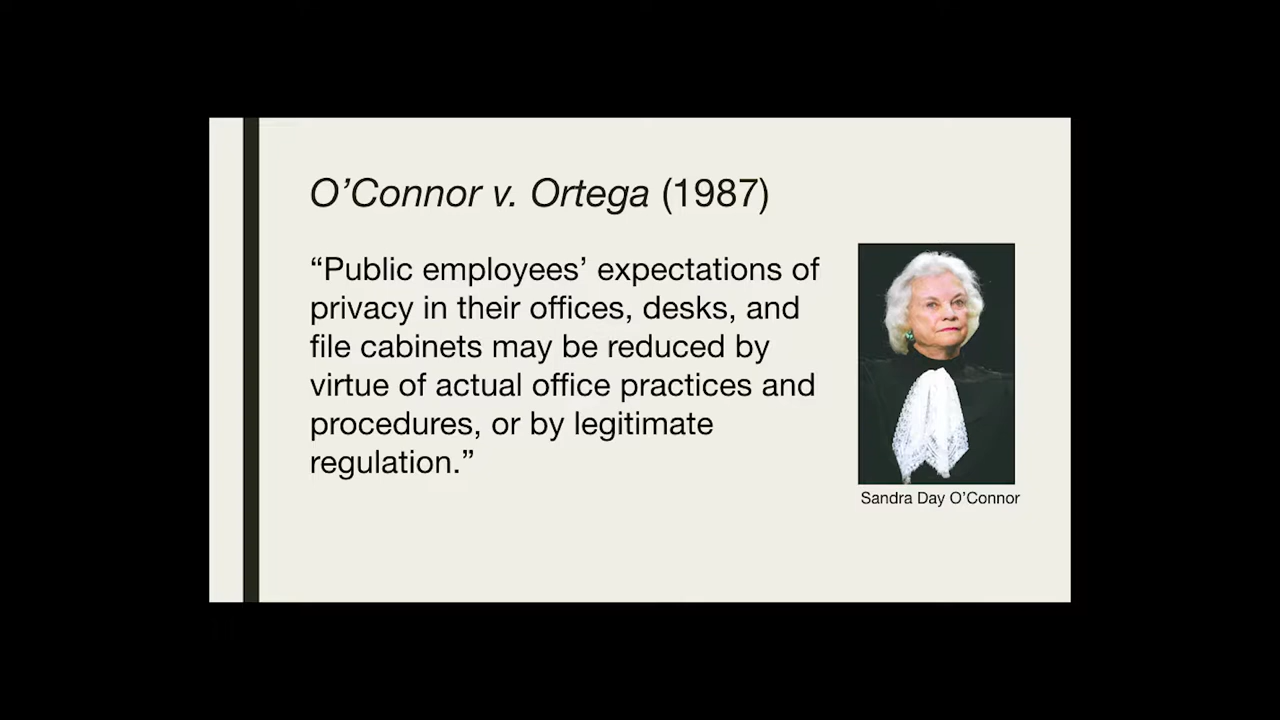 O’Connor v. Ortega (1987)
“Public employees’ expectations of
privacy in their offices, desks, and
file cabinets may be reduced by
virtue of actual office practices and
procedures, or by legitimate
regulation.”
Sandra Day O’Connor